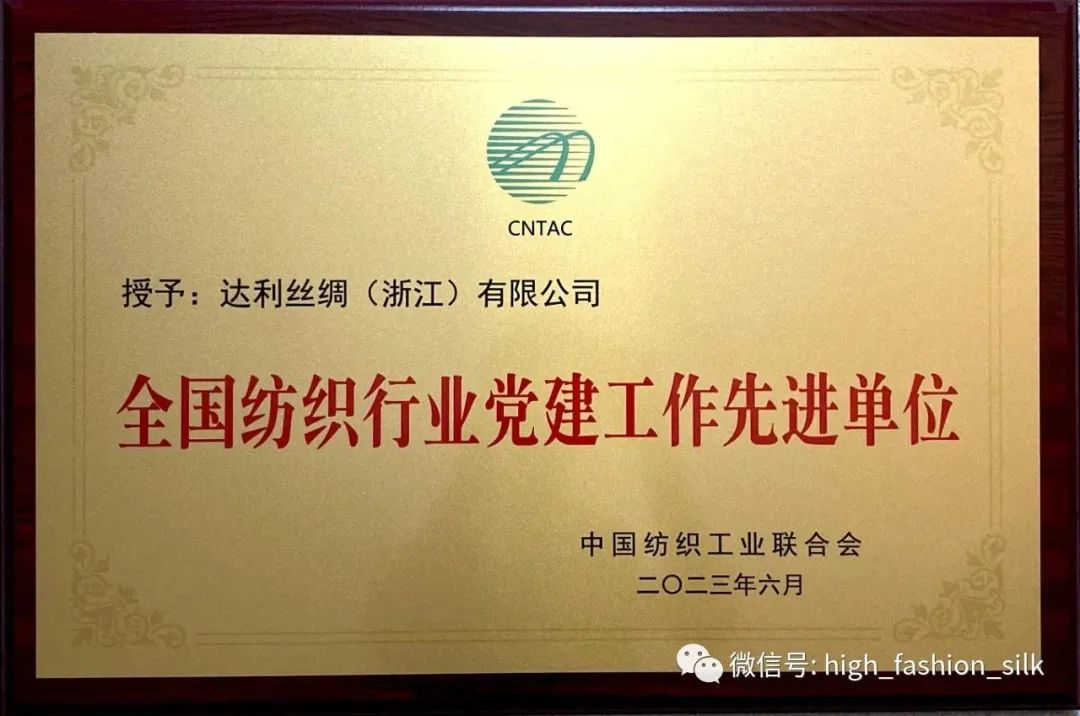 CNTAC
授予：达利丝绸（浙江）有限公司
全国纺织行业党建工作先进单位
中国纺织工业联合会
二〇二三年六月
微信号: high_fashion_silk